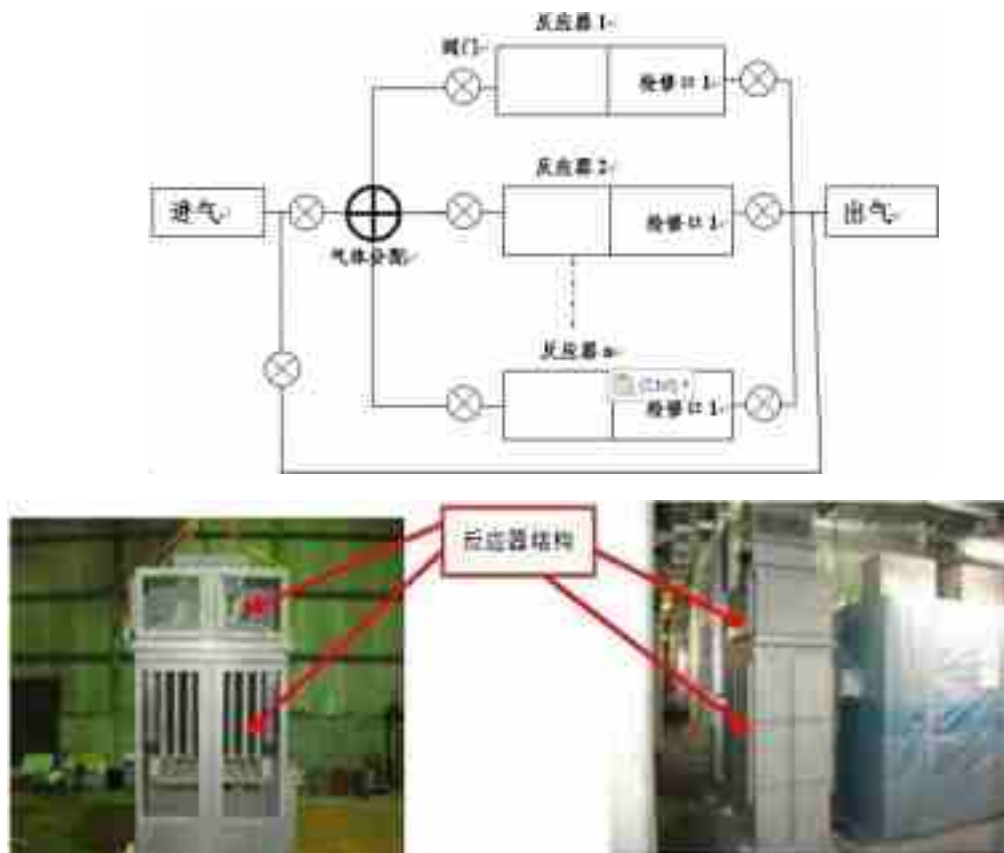 反应器 1
阀门
检修口 1
反应器 2
进气
检修口 1
出气
气体分配
反应器 n
(Ctrl)
检修口 1
反应器结构